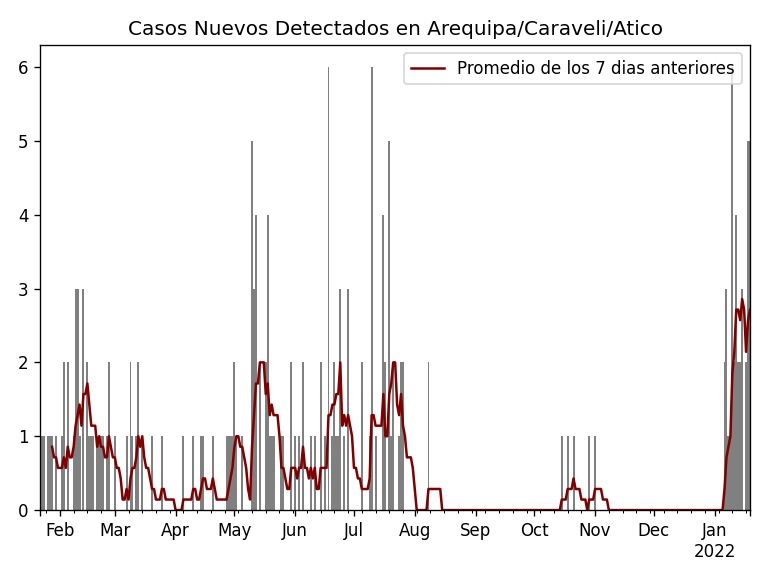 Casos Nuevos Detectados en Arequipa/Caraveli/Atico
Promedio de los 7 dias anteriores
6
5
4
3
2
1
0
Feb Mar Apr May Jun Jul Aug Sep Oct Nov Dec Jan
2022